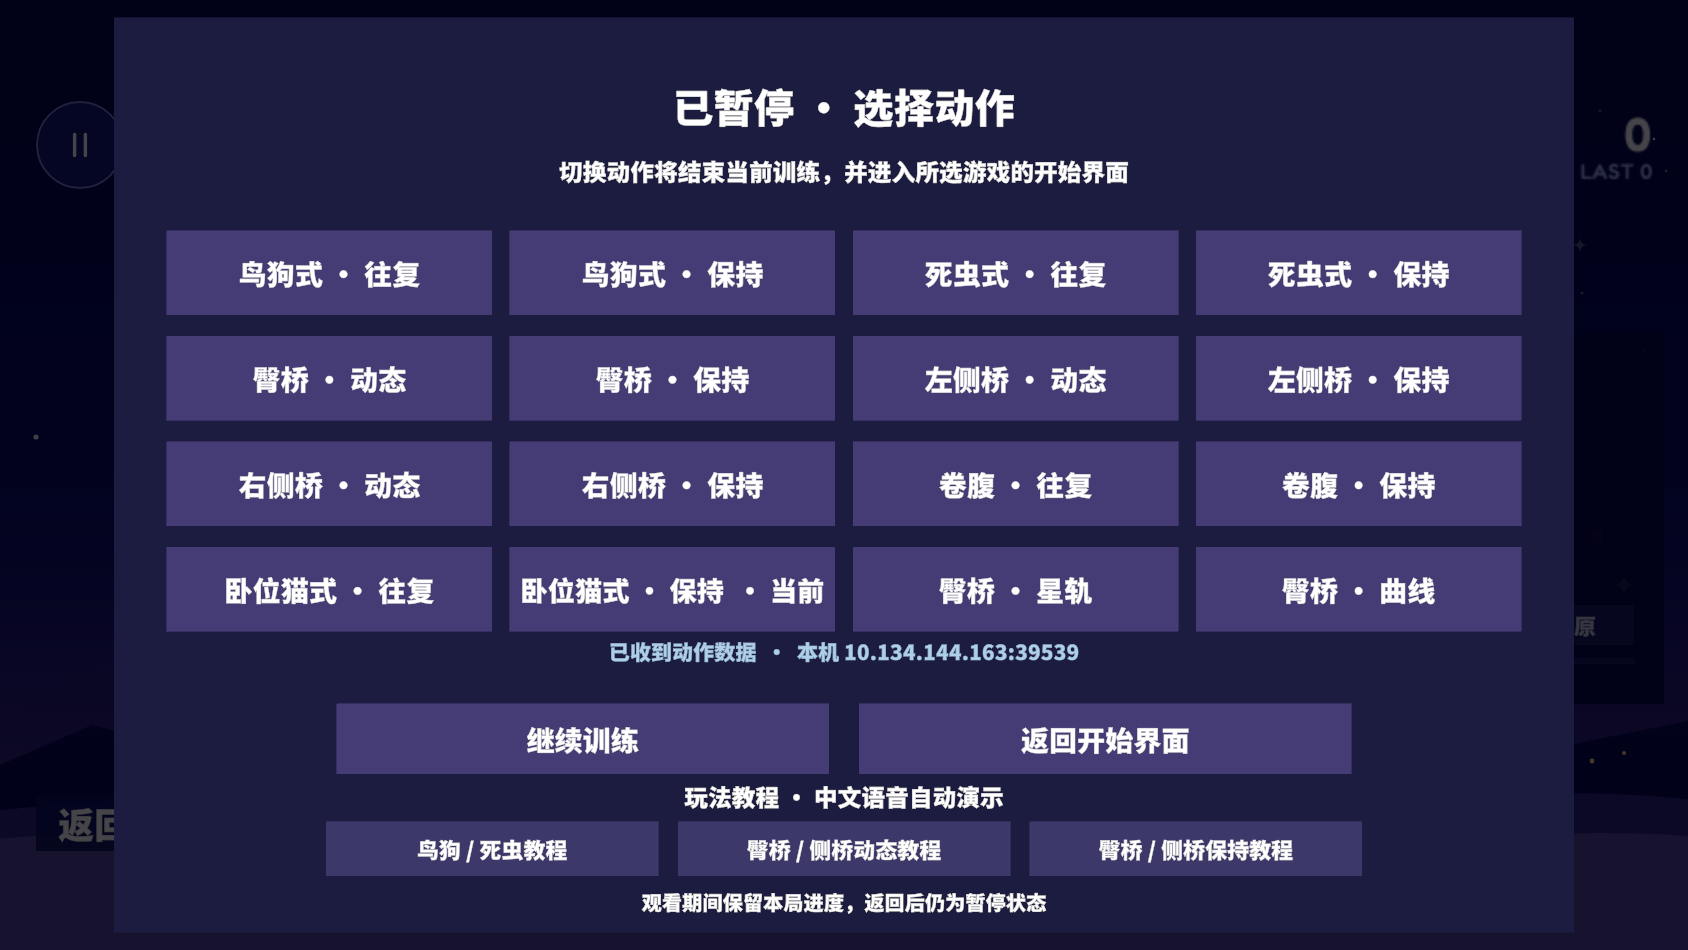 已暂停 · 选择动作
切换动作将结束当前训练，并进入所选游戏的开始界面
0
LAST 0
鸟狗式 · 往复
鸟狗式 · 保持
死虫式 · 往复
死虫式 · 保持
臀桥 · 动态
臀桥 · 保持
左侧桥 · 动态
左侧桥 · 保持
右侧桥 · 动态
右侧桥 · 保持
卷腹 · 往复
卷腹 · 保持
卧位猫式 · 往复
卧位猫式 · 保持 · 当前
臀桥 · 星轨
臀桥 · 曲线
原
已收到动作数据 · 本机 10.134.144.163:39539
继续训练
返回开始界面
玩法教程 · 中文语音自动演示
返回
鸟狗 / 死虫教程
臀桥 / 侧桥动态教程
臀桥 / 侧桥保持教程
观看期间保留本局进度，返回后仍为暂停状态